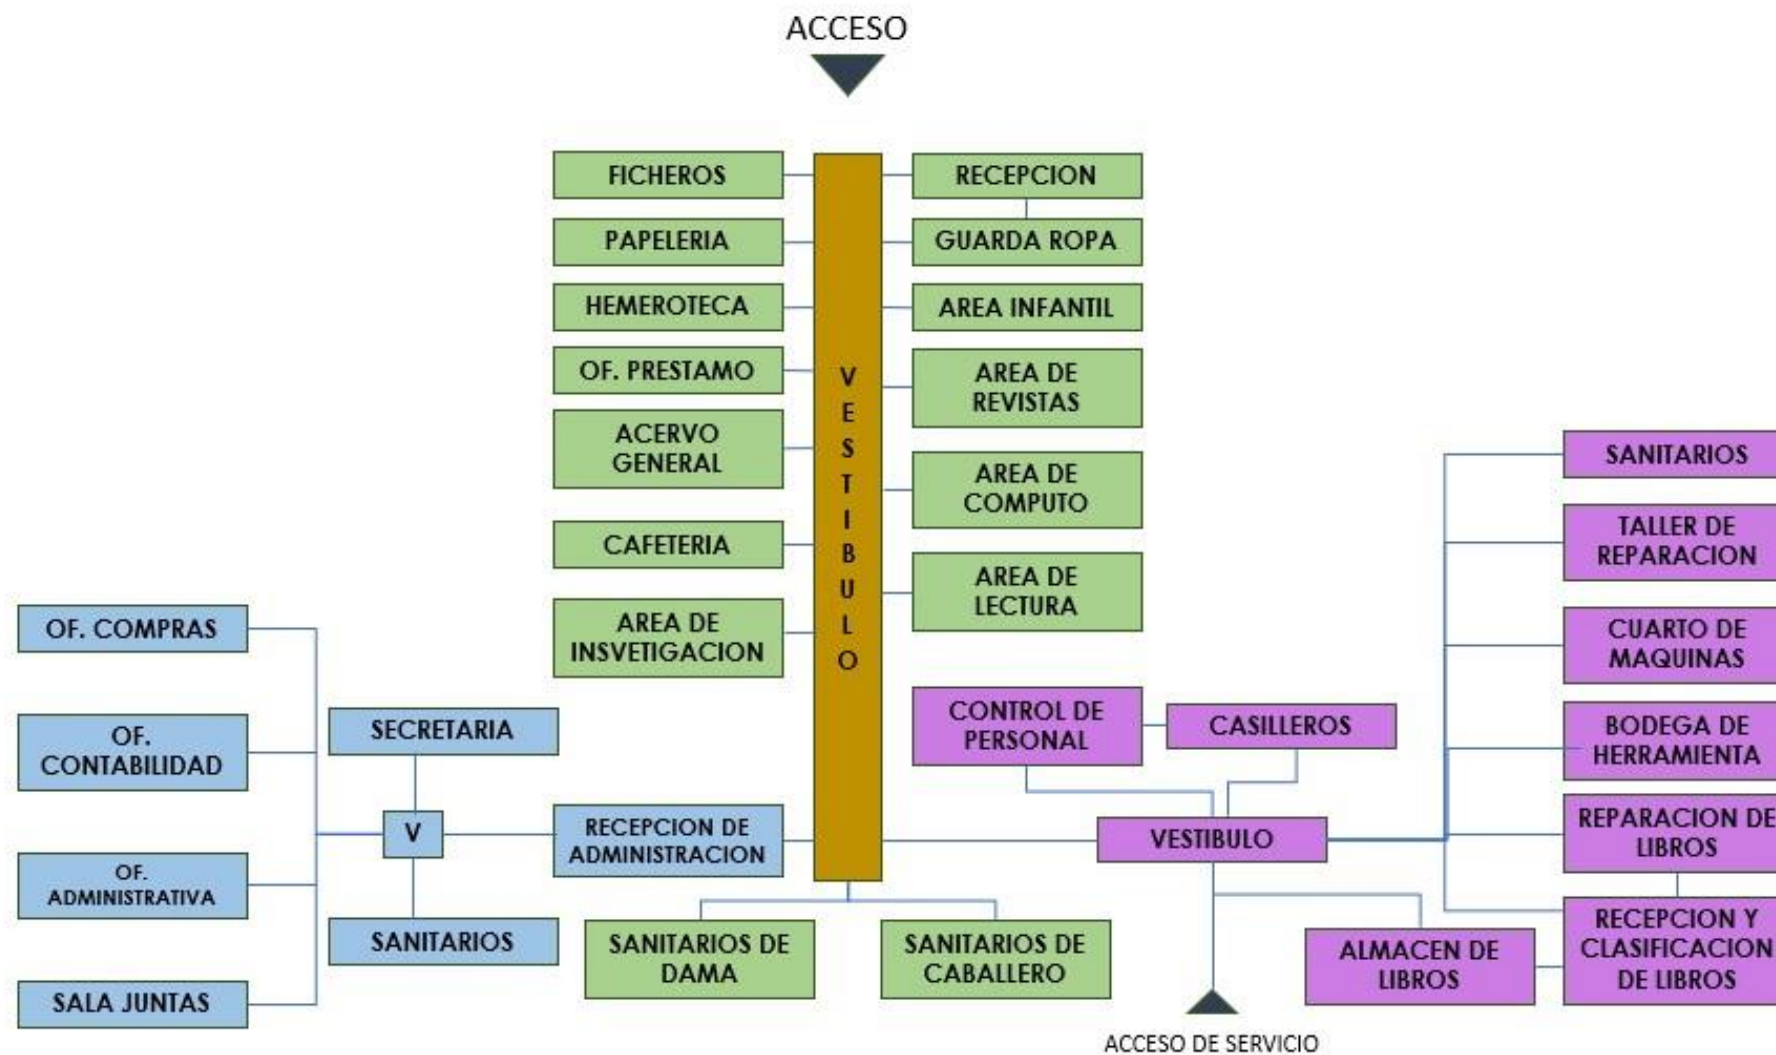 ACCESO
FICHEROS
RECEPCION
PAPELERIA
GUARDA ROPA
HEMEROTECA
AREA INFANTIL
OF. PRESTAMO
AREA DE
REVISTAS
ACERVO
GENERAL
AREA DE
COMPUTO
CAFETERIA
AREA DE
LECTURA
AREA DE
INSVETIGACION
VESTIBULO
OF. COMPRAS
OF.
CONTABILIDAD
OF.
ADMINISTRATIVA
SALA JUNTAS
SECRETARIA
V
SANITARIOS
RECEPCION DE
ADMINISTRACION
SANITARIOS DE
DAMA
SANITARIOS DE
CABALLERO
CONTROL DE
PERSONAL
CASILLEROS
VESTIBULO
SANITARIOS
TALLER DE
REPARACION
CUARTO DE
MAQUINAS
BODEGA DE
HERRAMIENTA
REPARACION DE
LIBROS
RECEPCION Y
CLASIFICACION
DE LIBROS
ALMACEN DE
LIBROS
ACCESO DE SERVICIO